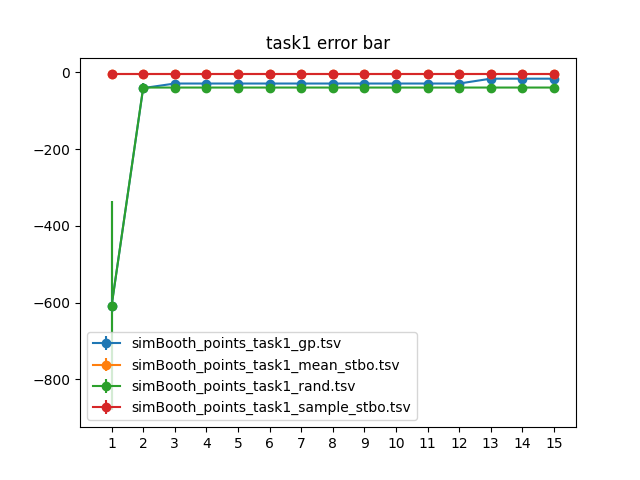 task1 error bar
0
−200
−400
−600
−800
simBooth_points_task1_gp.tsv
simBooth_points_task1_mean_stbo.tsv
simBooth_points_task1_rand.tsv
simBooth_points_task1_sample_stbo.tsv
1 2 3 4 5 6 7 8 9 10 11 12 13 14 15